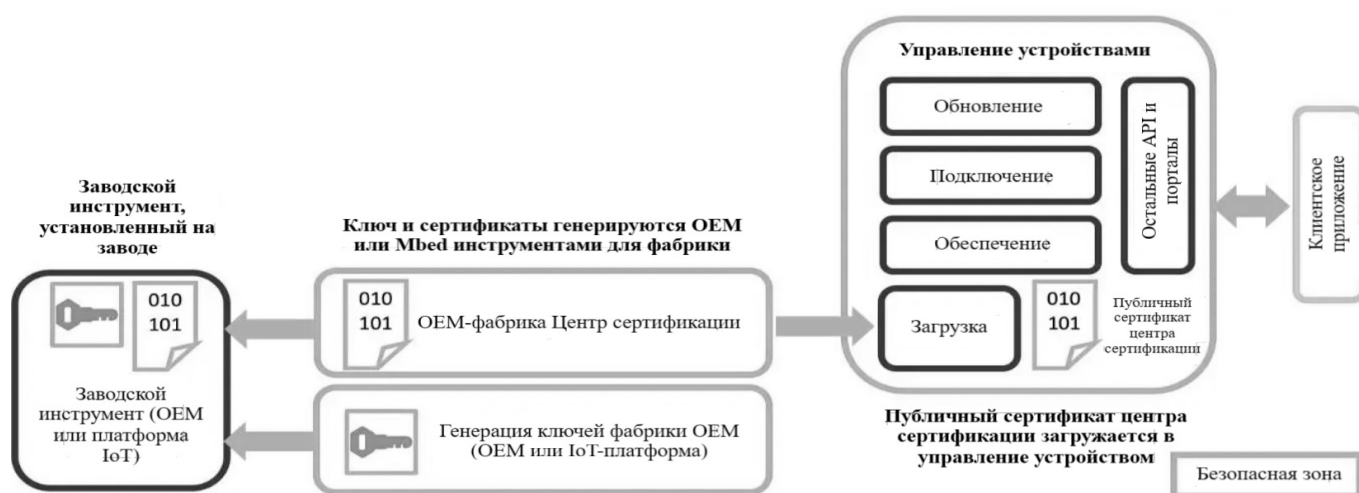 Заводской
инструмент,
установленный на
заводе
010
101
Заводской
инструмент (OEM
или платформа
IoT)
Ключ и сертификаты генерируются OEM
или Mbed инструментами для фабрики
010
101
OEM-фабрика Центр сертификации
Генерация ключей фабрики OEM
(OEM или IoT-платформа)
Управление устройствами
Обновление
Подключение
Обеспечение
Загрузка
010
101
Публичный
сертификат
центра
сертификации
Остальные API и
порталы
Публичный сертификат центра
сертификации загружается в
управление устройством
Клиентское
приложение
Безопасная зона